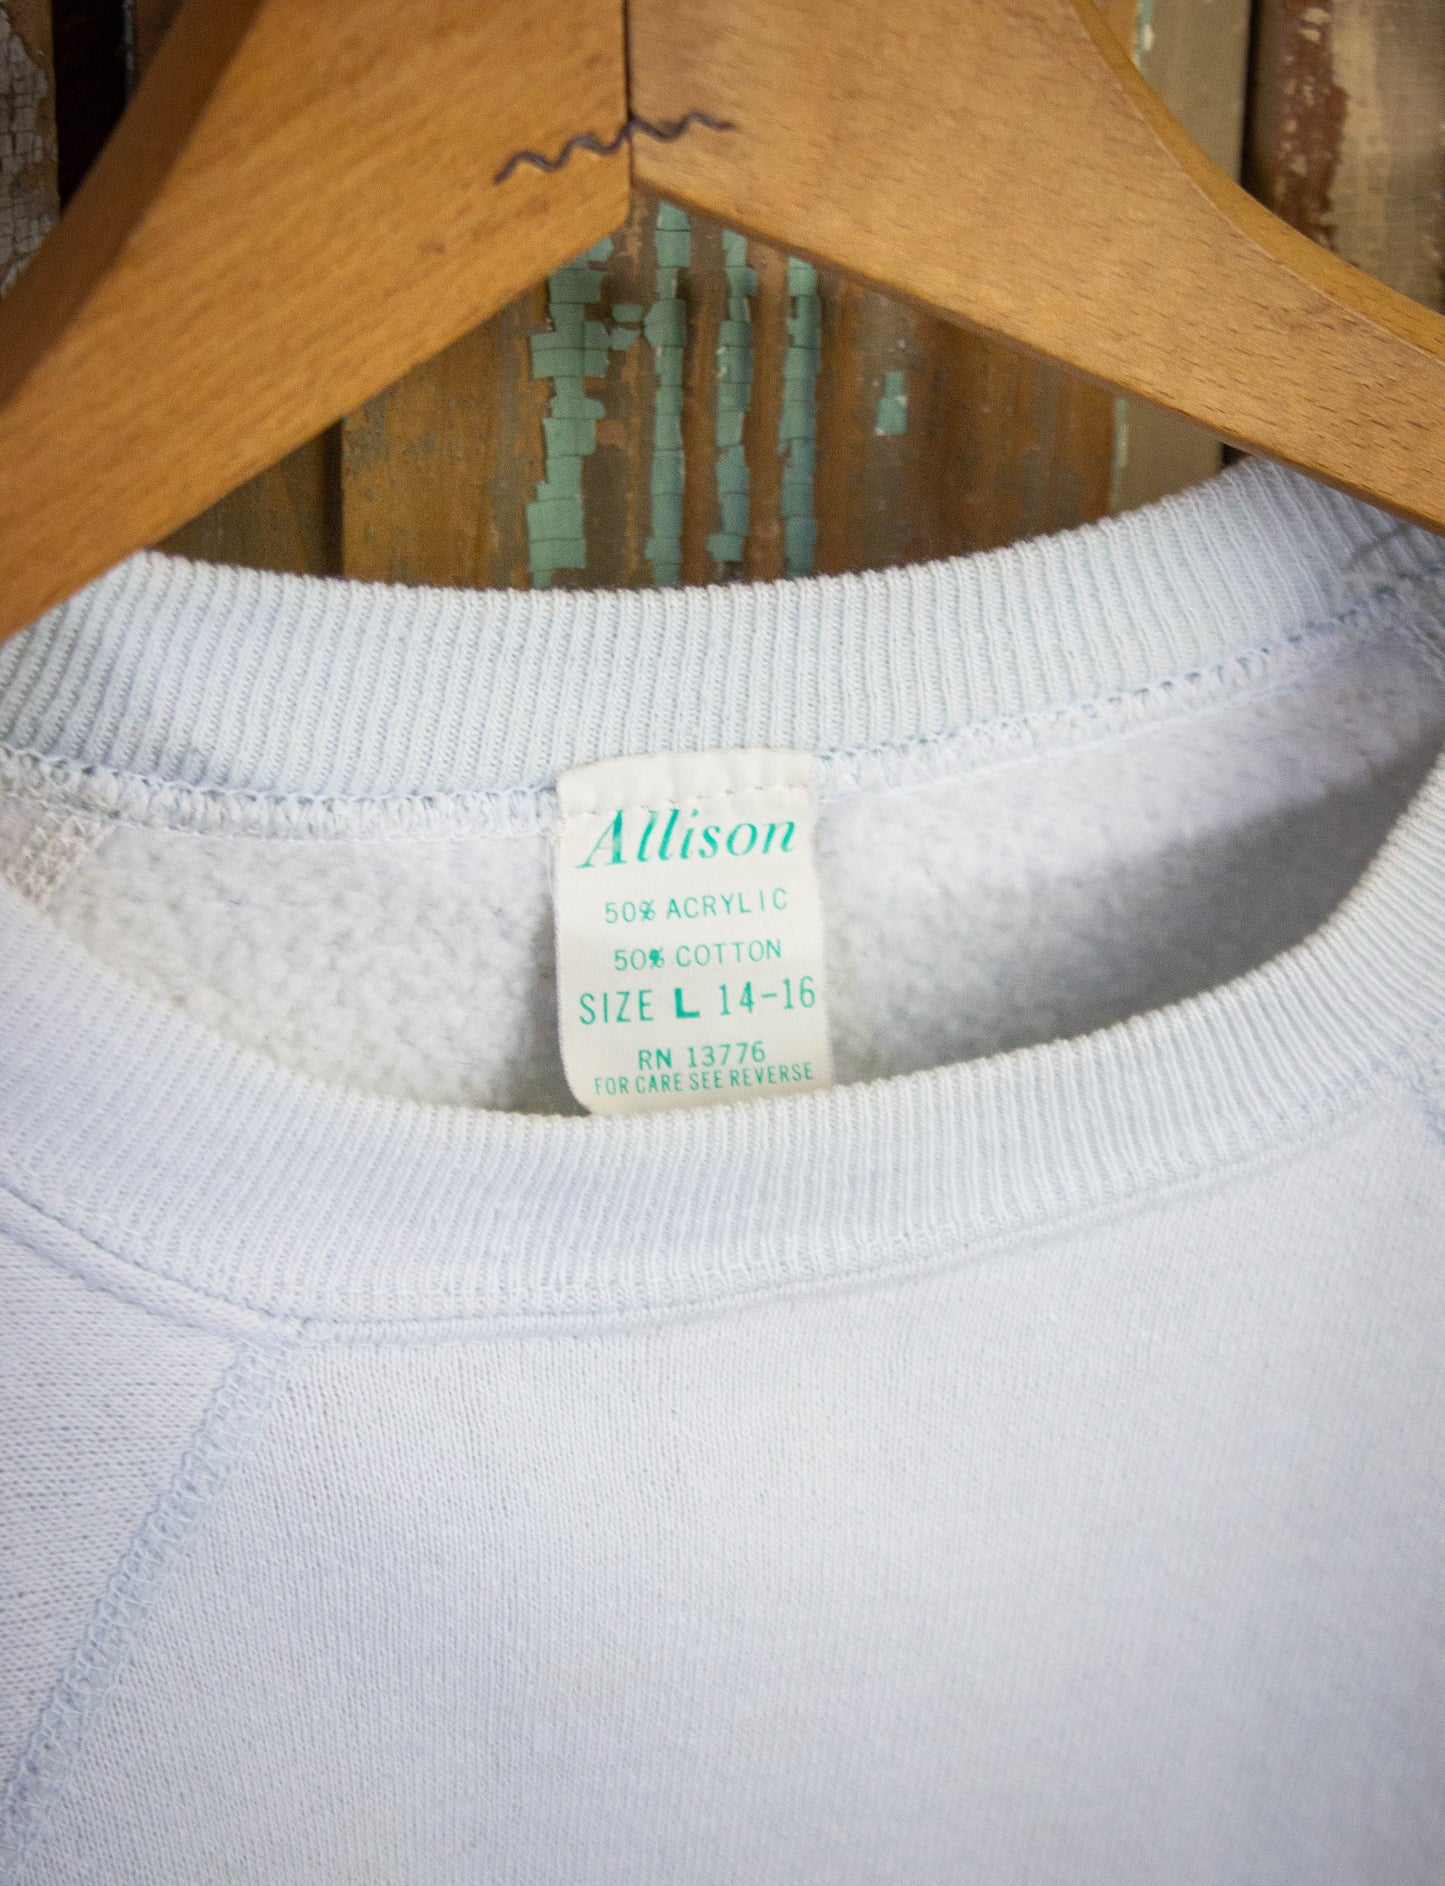 Allison
50% ACRYLIC
50% COTTON
SIZE L 14-16
RN 13776
FOR CARE SEE REVERSE